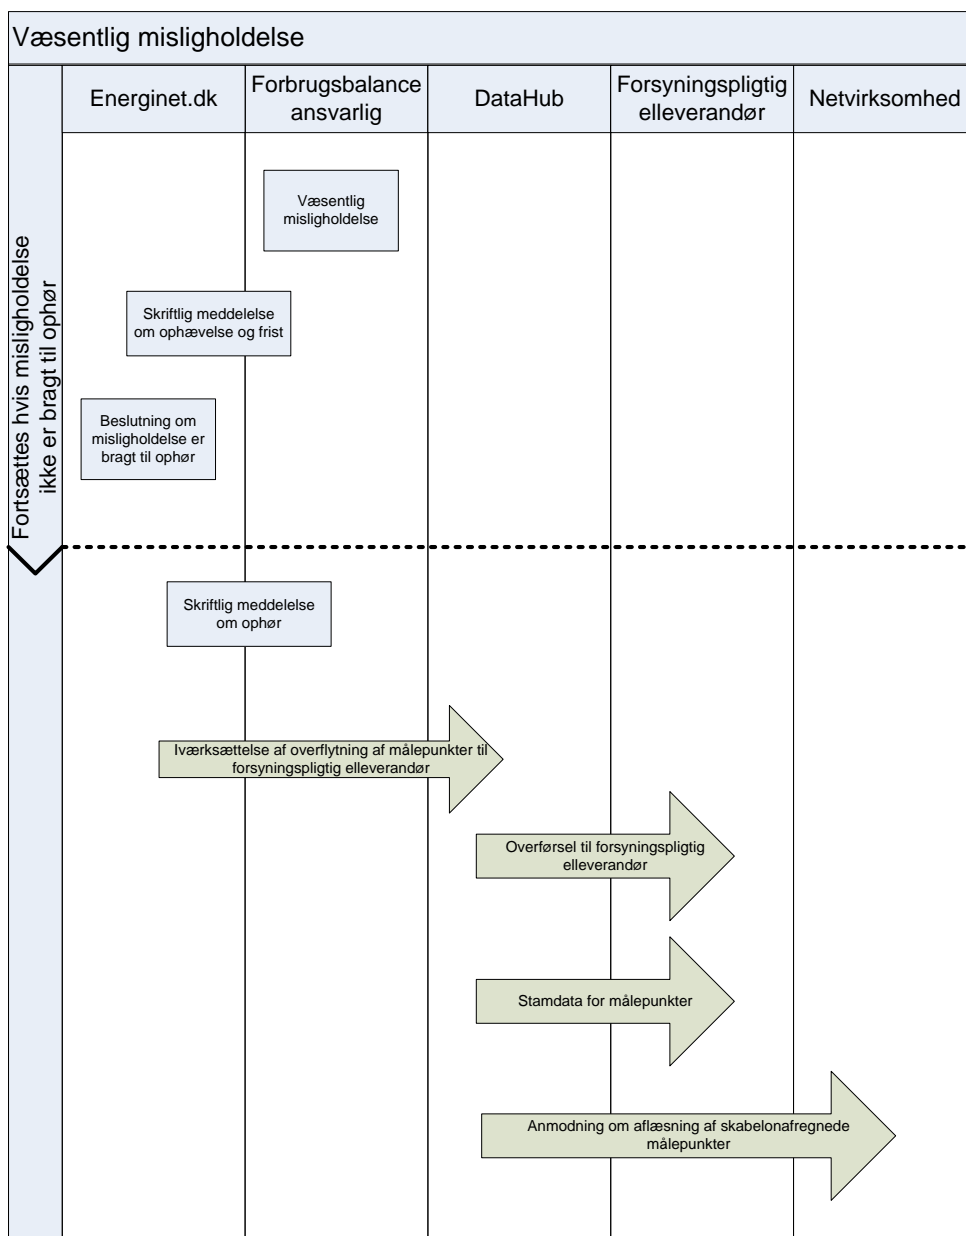 Væsentlig misligholdelse
Energinet.dk
Forbrugsbalance
ansvarlig
DataHub
Forsyningspligtig
elleverandør
Netvirksomhed
Fortsættes hvis misligholdelse
ikke er bragt til ophør
Væsentlig
misligholdelse
Skriftlig meddelelse
om ophævelse og frist
Beslutning om
misligholdelse er
bragt til ophør
Skriftlig meddelelse
om ophør
Iværksættelse af overflytning af målepunkter til
forsyningspligtig elleverandør
Overførsel til forsyningspligtig
elleverandør
Stamdata for målepunkter
Anmodning om aflæsning af skabelonafregnede
målepunkter